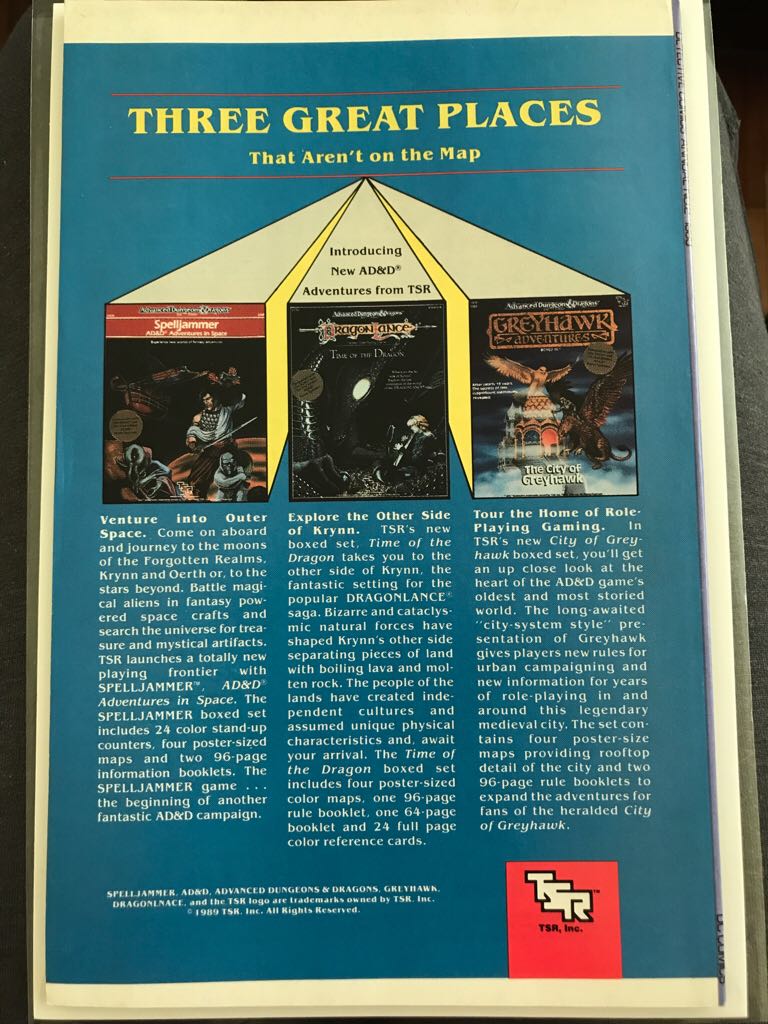 THREE GREAT PLACES
That Aren't on the Map
Introducing
New AD&D®
Adventures from TSR
Advanced Dungeons&Dragons
Spelljammer
AD&D Adventures in Space
Advanced Dungeons&Dragons
DRAGONLANCE
TIME OF THE DRAGON
Advanced Dungeons&Dragons
GREYHAWK
ADVENTURES
The City of
Greyhawk
Venture into Outer
Space. Come on aboard
and journey to the moons
of the Forgotten Realms,
Krynn and Oerth or, to the
stars beyond. Battle magi-
cal aliens in fantasy pow-
ered space crafts and
search the universe for trea-
sure and mystical artifacts.
TSR launches a totally new
playing frontier with
SPELLJAMMER™, AD&D®
Adventures in Space. The
SPELLJAMMER boxed set
includes 24 color stand-up
counters, four poster-sized
maps and two 96-page
information booklets. The
SPELLJAMMER game . . .
the beginning of another
fantastic AD&D campaign.
Explore the Other Side
of Krynn. TSR's new
boxed set, Time of the
Dragon takes you to the
other side of Krynn, the
fantastic setting for the
popular DRAGONLANCE®
saga. Bizarre and cataclys-
mic natural forces have
shaped Krynn's other side
separating pieces of land
with boiling lava and mol-
ten rock. The people of the
lands have created inde-
pendent cultures and
assumed unique physical
characteristics and, await
your arrival. The Time of
the Dragon boxed set
includes four poster-sized
color maps, one 96-page
rule booklet, one 64-page
booklet and 24 full page
color reference cards.
Tour the Home of Role-
Playing Gaming. In
TSR's new City of Grey-
hawk boxed set, you'll get
an up close look at the
heart of the AD&D game's
oldest and most storied
world. The long-awaited
"city-system style" pre-
sentation of Greyhawk
gives players new rules for
urban campaigning and
new information for years
of role-playing in and
around this legendary
medieval city. The set con-
tains four poster-size
maps providing rooftop
detail of the city and two
96-page rule booklets to
expand the adventures for
fans of the heralded City
of Greyhawk.
SPELLJAMMER, AD&D, ADVANCED DUNGEONS & DRAGONS, GREYHAWK,
DRAGONLNACE, and the TSR logo are trademarks owned by TSR, Inc.
© 1989 TSR, Inc. All Rights Reserved.
TSR™
TSR, Inc.